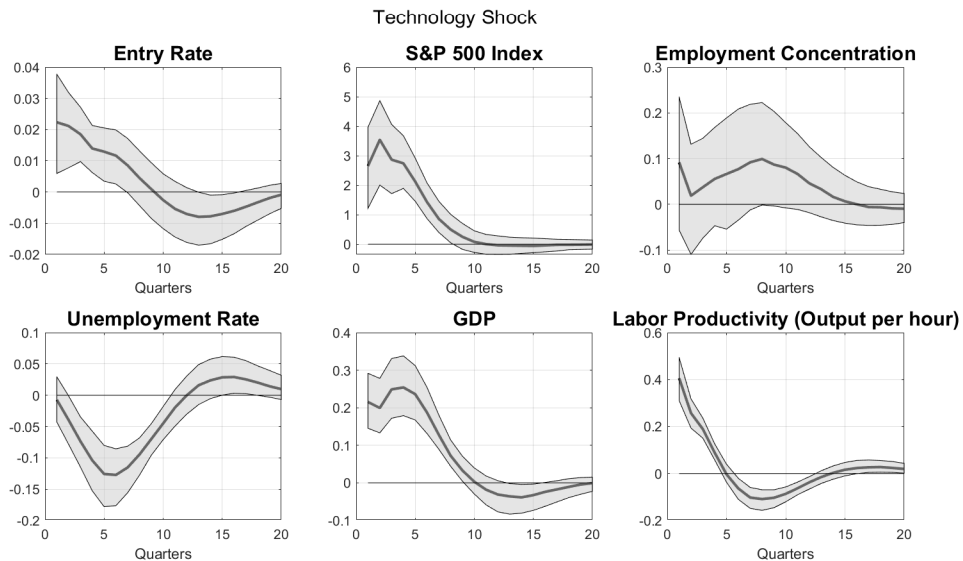 Technology Shock
Entry Rate
0.04
0.03
0.02
0.01
0
-0.01
-0.02
0 5 10 15 20
Quarters
S&P 500 Index
6
5
4
3
2
1
0
0 5 10 15 20
Quarters
Employment Concentration
0.3
0.2
0.1
0
-0.1
0 5 10 15 20
Quarters
Unemployment Rate
0.1
0.05
0
-0.05
-0.1
-0.15
-0.2
0 5 10 15 20
Quarters
GDP
0.4
0.3
0.2
0.1
0
-0.1
0 5 10 15 20
Quarters
Labor Productivity (Output per hour)
0.6
0.4
0.2
0
-0.2
0 5 10 15 20
Quarters